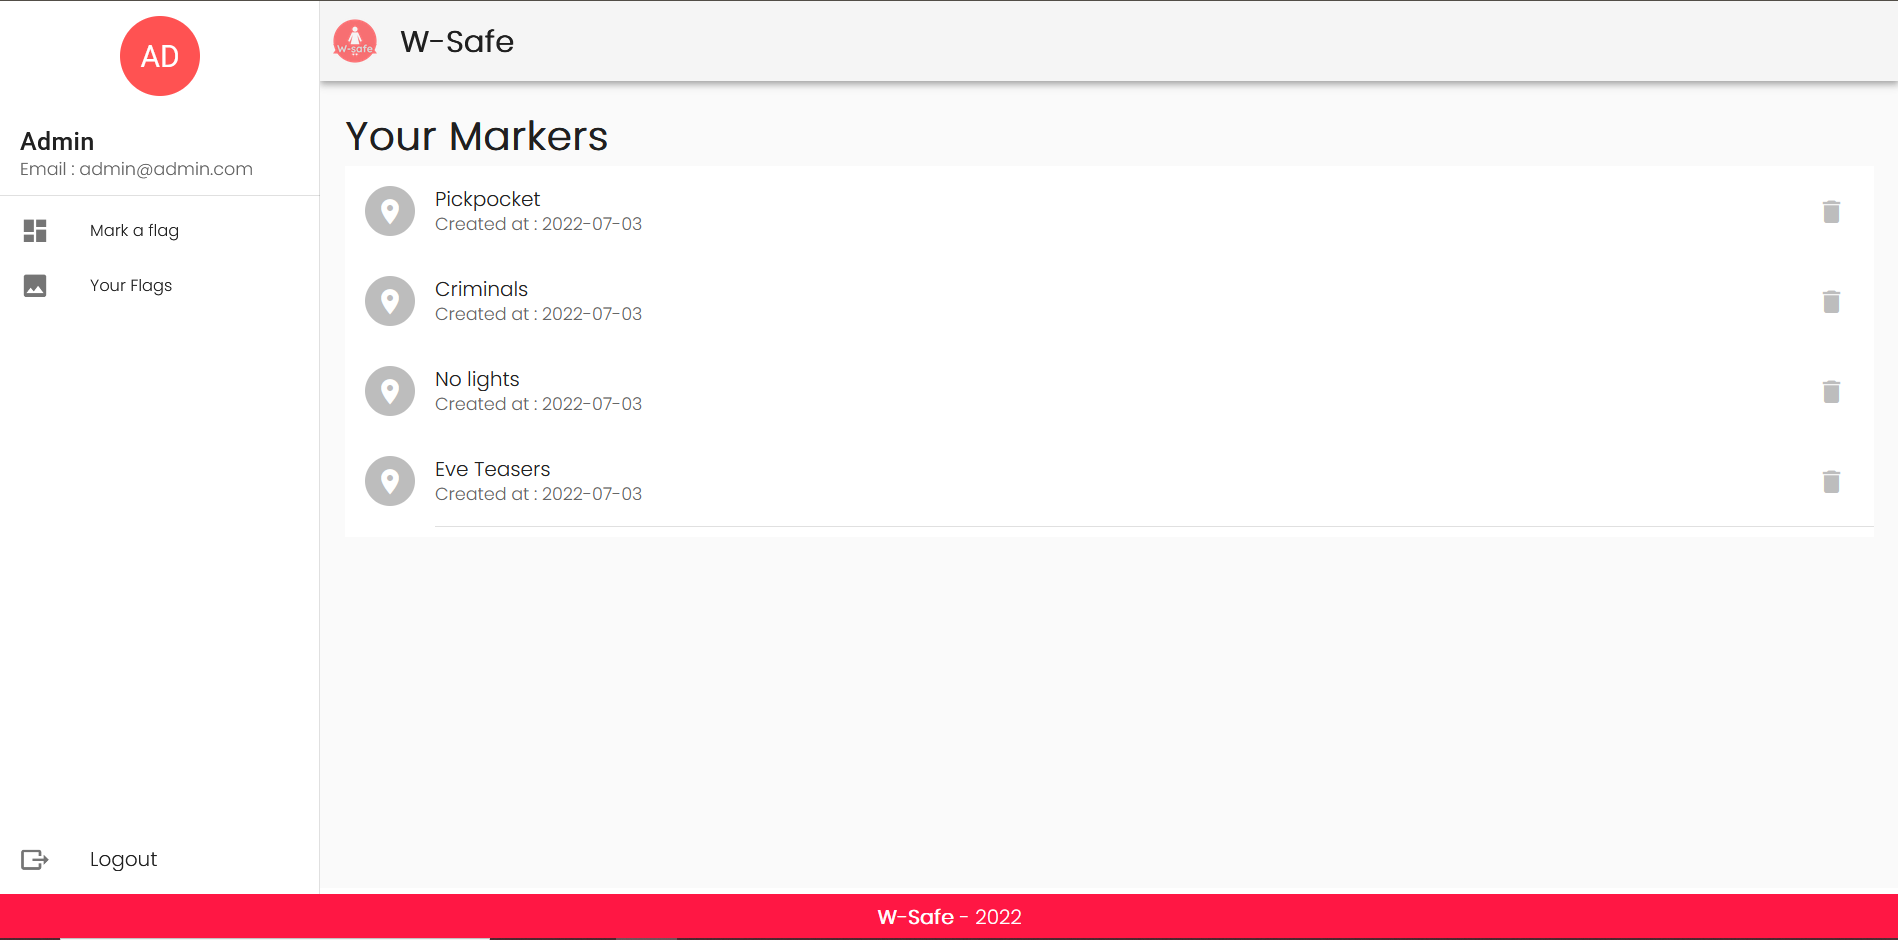 AD
Admin
Email : admin@admin.com
Mark a flag
Your Flags
Logout
W-safe
W-Safe
Your Markers
Pickpocket
Created at : 2022-07-03
Criminals
Created at : 2022-07-03
No lights
Created at : 2022-07-03
Eve Teasers
Created at : 2022-07-03
W-Safe - 2022